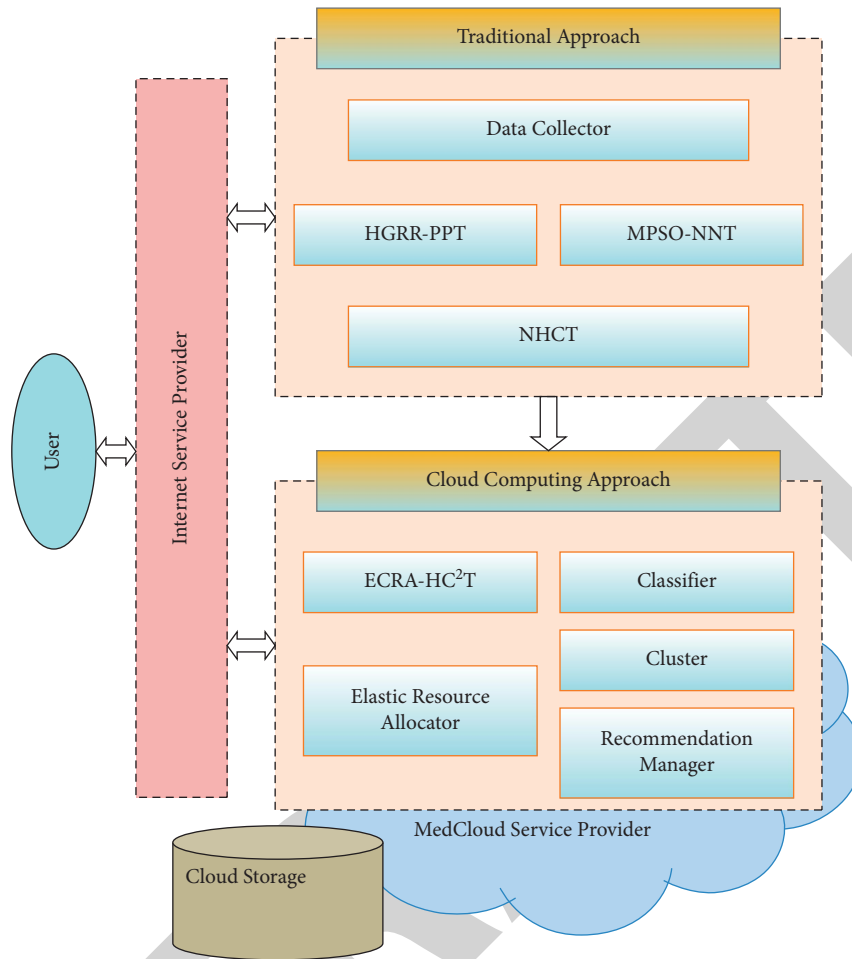 Traditional Approach
Data Collector
HGRR-PPT
MPSO-NNT
NHCT
Internet Service Provider
User
Cloud Computing Approach
ECRA-HC²T
Classifier
Cluster
Elastic Resource
Allocator
Recommendation
Manager
MedCloud Service Provider
Cloud Storage